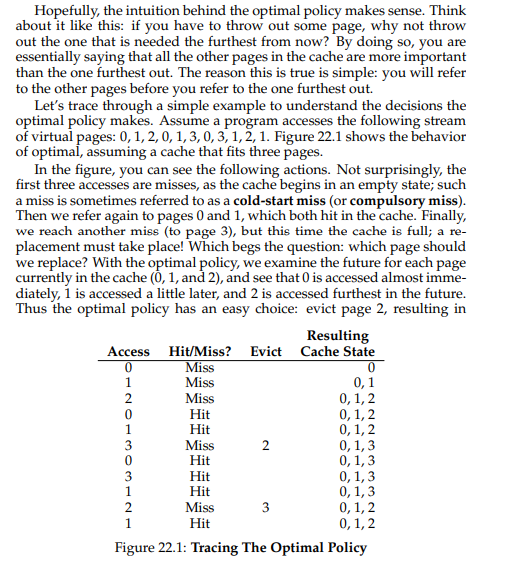 Hopefully, the intuition behind the optimal policy makes sense. Think
about it like this: if you have to throw out some page, why not throw
out the one that is needed the furthest from now? By doing so, you are
essentially saying that all the other pages in the cache are more important
than the one furthest out. The reason this is true is simple: you will refer
to the other pages before you refer to the one furthest out.
Let's trace through a simple example to understand the decisions the
optimal policy makes. Assume a program accesses the following stream
of virtual pages: 0, 1, 2, 0, 1, 3, 0, 3, 1, 2, 1. Figure 22.1 shows the behavior
of optimal, assuming a cache that fits three pages.
In the figure, you can see the following actions. Not surprisingly, the
first three accesses are misses, as the cache begins in an empty state; such
a miss is sometimes referred to as a cold-start miss (or compulsory miss).
Then we refer again to pages 0 and 1, which both hit in the cache. Finally,
we reach another miss (to page 3), but this time the cache is full; a re-
placement must take place! Which begs the question: which page should
we replace? With the optimal policy, we examine the future for each page
currently in the cache (0, 1, and 2), and see that 0 is accessed almost imme-
diately, 1 is accessed a little later, and 2 is accessed furthest in the future.
Thus the optimal policy has an easy choice: evict page 2, resulting in
Resulting
Access Hit/Miss? Evict Cache State
0 Miss 0
1 Miss 0, 1
2 Miss 0, 1, 2
0 Hit 0, 1, 2
1 Hit 0, 1, 2
3 Miss 2 0, 1, 3
0 Hit 0, 1, 3
3 Hit 0, 1, 3
1 Hit 0, 1, 3
2 Miss 3 0, 1, 2
1 Hit 0, 1, 2
Figure 22.1: Tracing The Optimal Policy